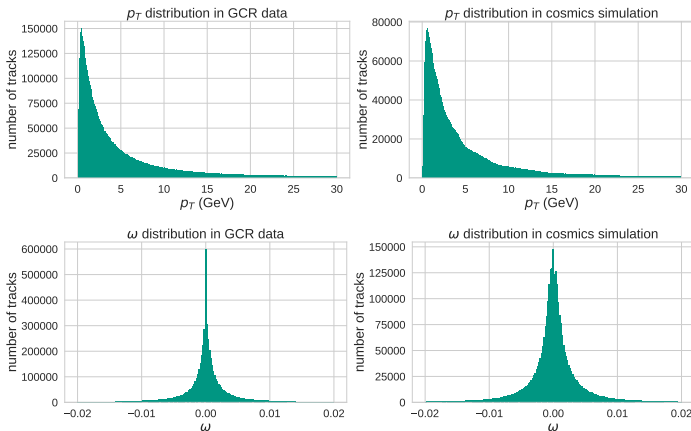 p_T distribution in GCR data
number of tracks
150000
125000
100000
75000
50000
25000
0
0 5 10 15 20 25 30
p_T (GeV)
p_T distribution in cosmics simulation
number of tracks
80000
60000
40000
20000
0
0 5 10 15 20 25 30
p_T (GeV)
ω distribution in GCR data
number of tracks
600000
500000
400000
300000
200000
100000
0
−0.02 −0.01 0.00 0.01 0.02
ω
ω distribution in cosmics simulation
number of tracks
150000
125000
100000
75000
50000
25000
0
−0.02 −0.01 0.00 0.01 0.02
ω